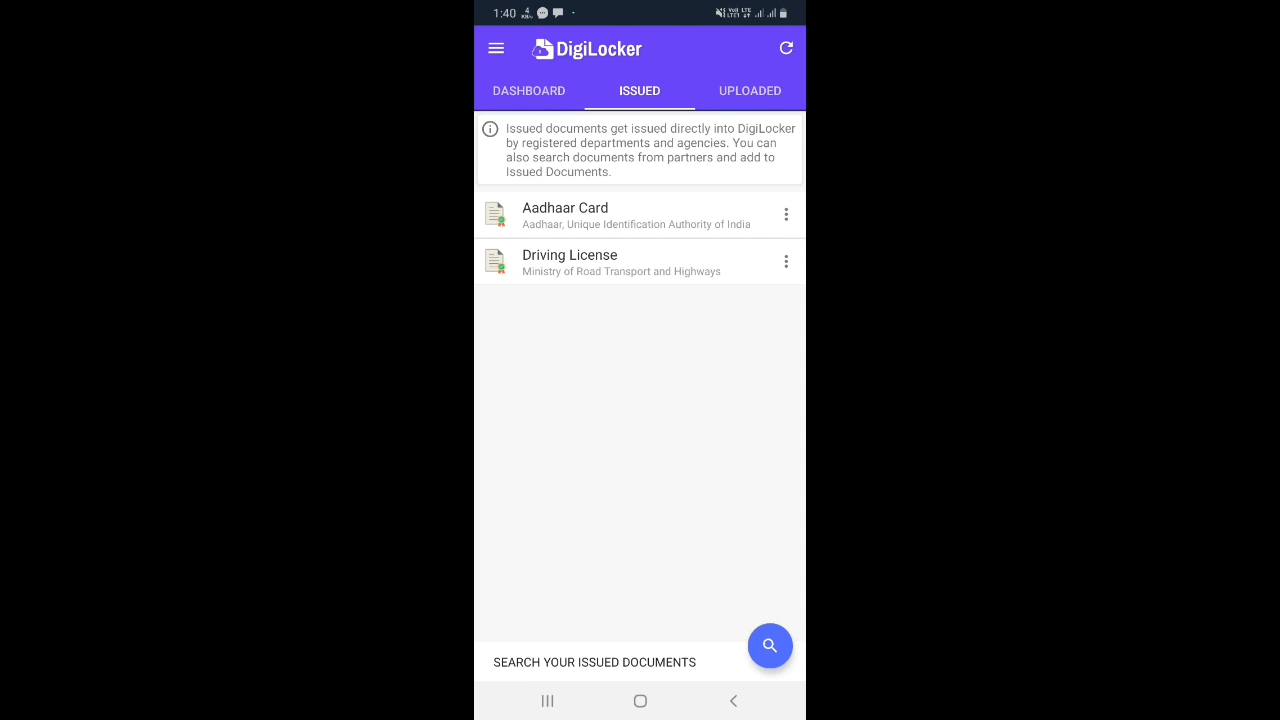 1:40 4 KB/s
DigiLocker
DASHBOARD ISSUED UPLOADED
Issued documents get issued directly into DigiLocker
by registered departments and agencies. You can
also search documents from partners and add to
Issued Documents.
Aadhaar Card
Aadhaar, Unique Identification Authority of India
Driving License
Ministry of Road Transport and Highways
SEARCH YOUR ISSUED DOCUMENTS